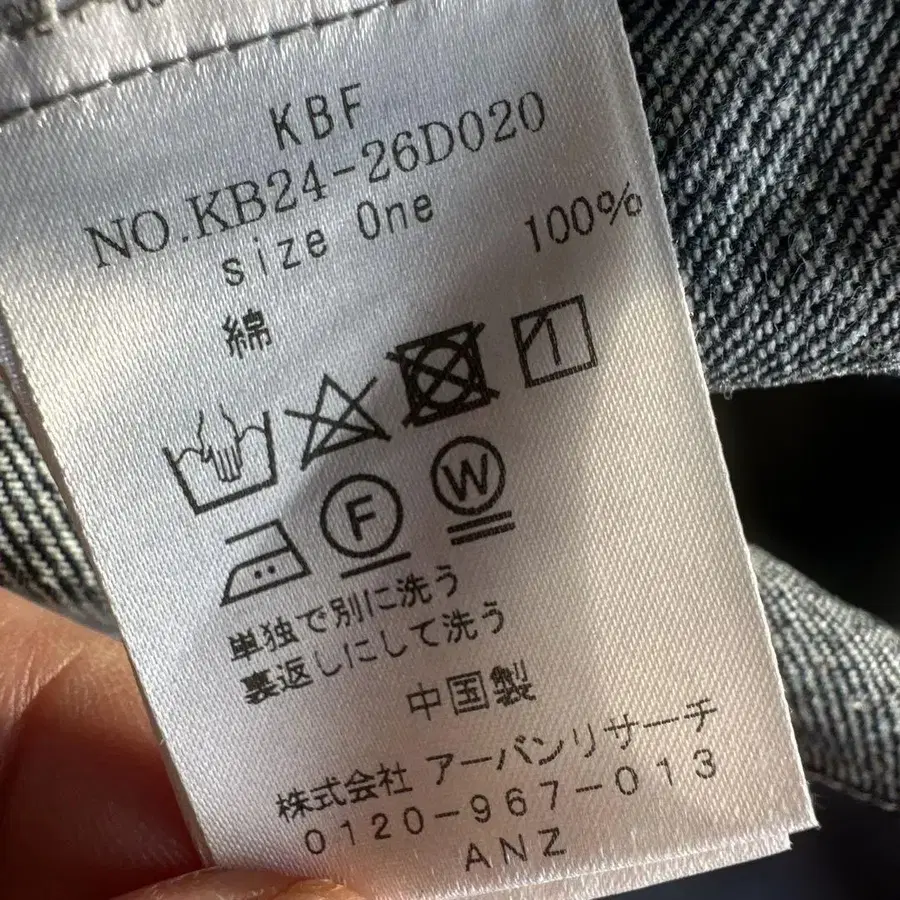 KBF
NO.KB24-26D020
size One
綿 100%
F W
単独で別に洗う
裏返しにして洗う
中国製
株式会社 アーバンリサーチ
0120-967-013
ANZ